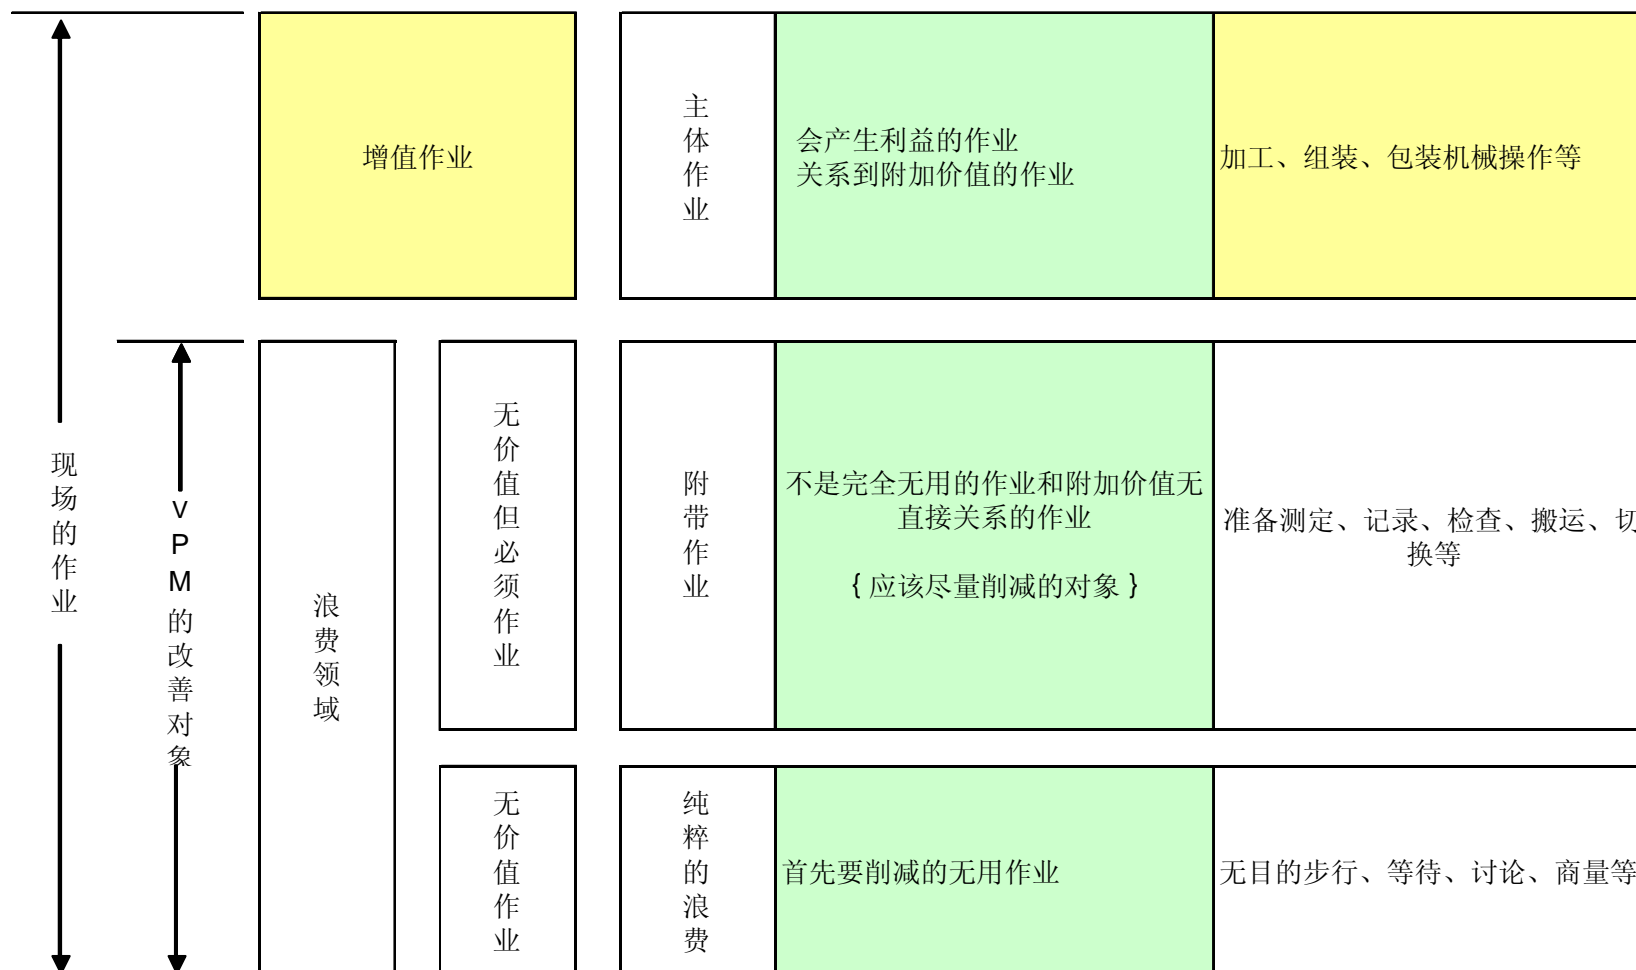 现场的作业
VPM的改善对象
增值作业
主体作业
会产生利益的作业
关系到附加价值的作业
加工、组装、包装机械操作等
浪费领域
无价值但必须作业
附带作业
不是完全无用的作业和附加价值无
直接关系的作业
{应该尽量削减的对象}
准备测定、记录、检查、搬运、切
换等
无价值作业
纯粹的浪费
首先要削减的无用作业
无目的步行、等待、讨论、商量等